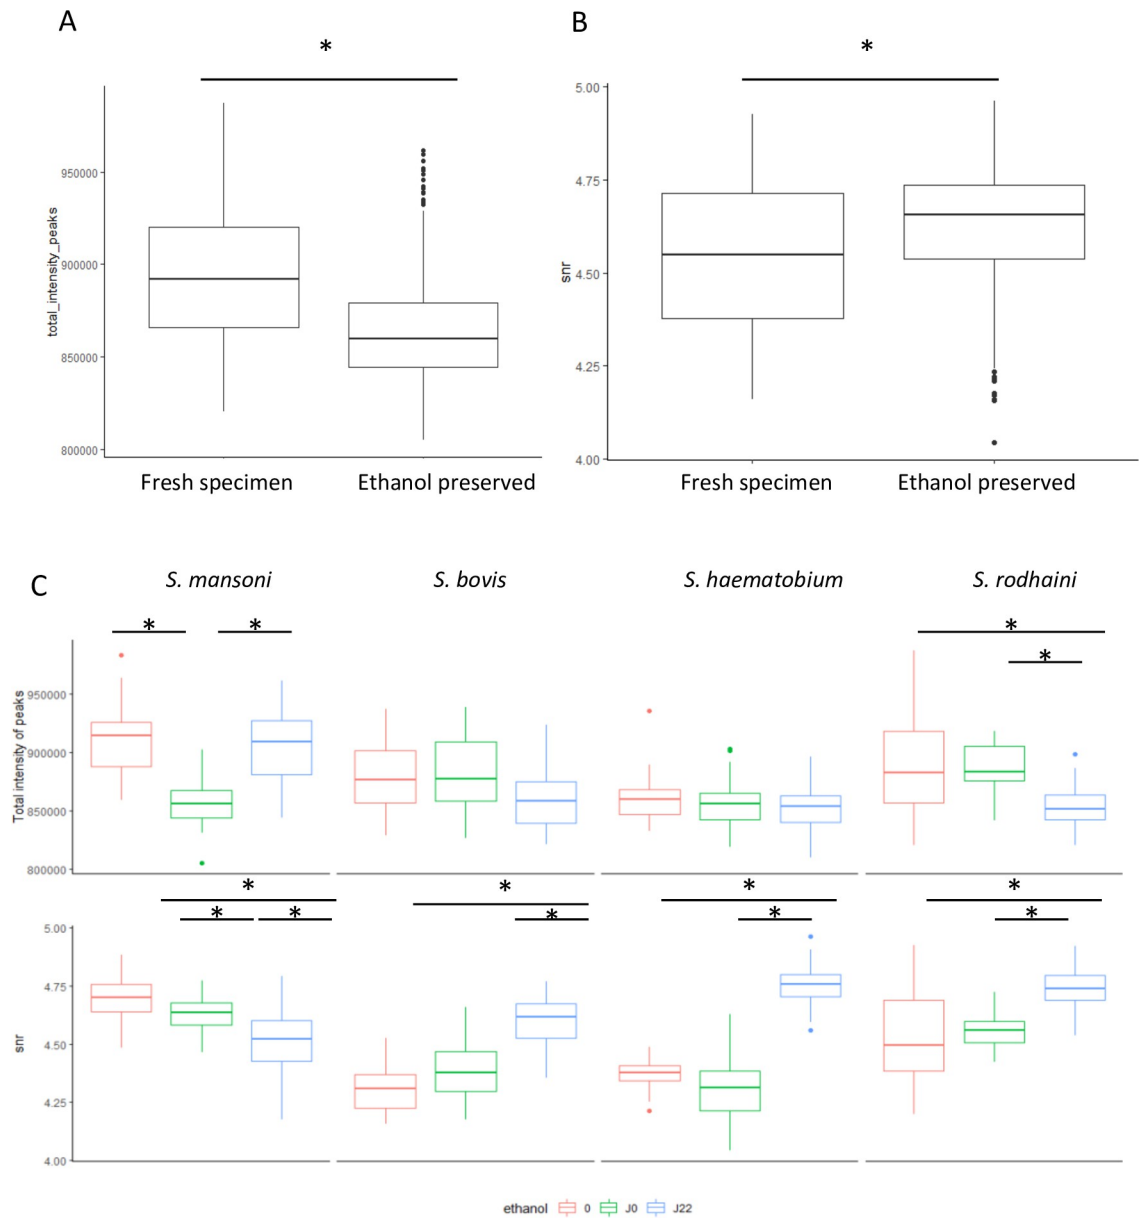 A
B
*
*
total_intensity_peaks
950000
900000
850000
800000
Fresh specimen
Ethanol preserved
snr
5.00
4.75
4.50
4.25
4.00
Fresh specimen
Ethanol preserved
C
S. mansoni
S. bovis
S. haematobium
S. rodhaini
* * *
*
Total intensity of peaks
950000
900000
850000
800000
* * * *
* * * * *
snr
5.00
4.75
4.50
4.25
4.00
ethanol 0 J0 J22